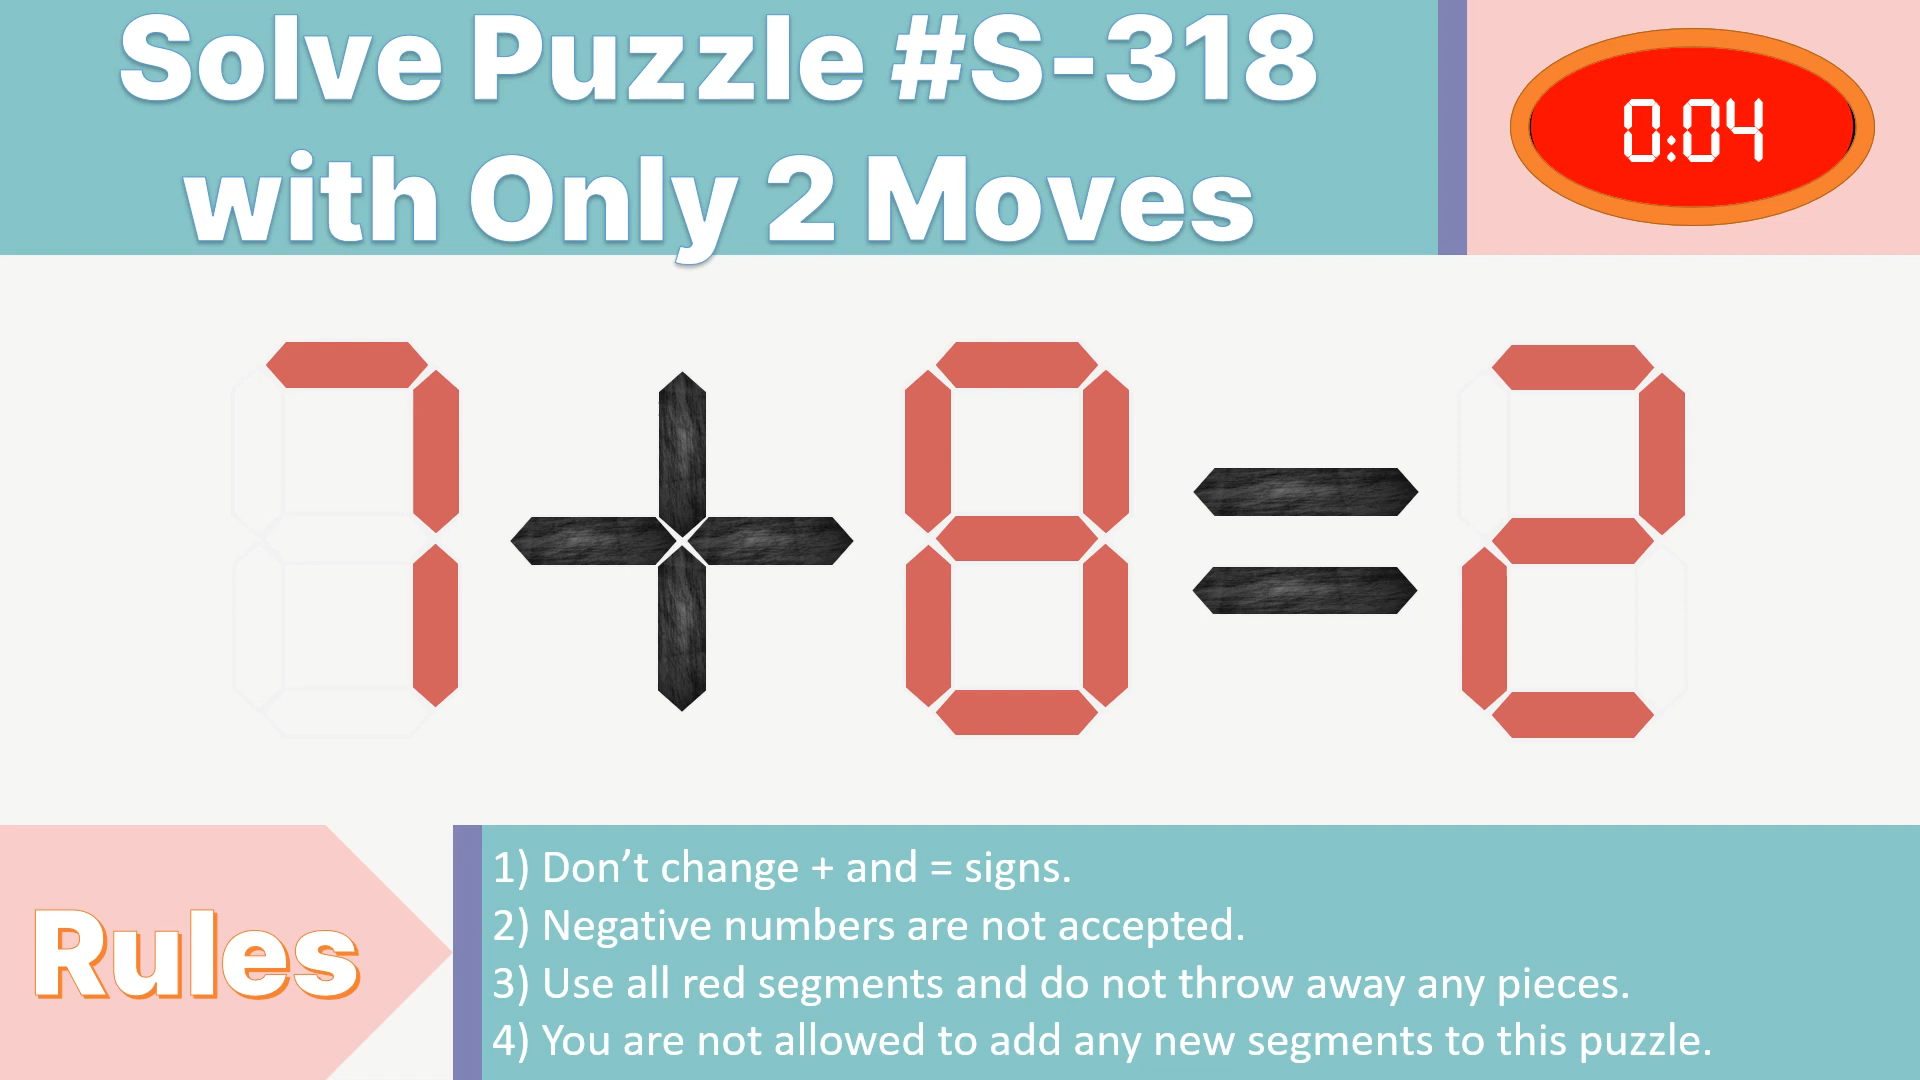 Solve Puzzle #S-318
with Only 2 Moves
0:04
7+8=2
Rules
1) Don’t change + and = signs.
2) Negative numbers are not accepted.
3) Use all red segments and do not throw away any pieces.
4) You are not allowed to add any new segments to this puzzle.